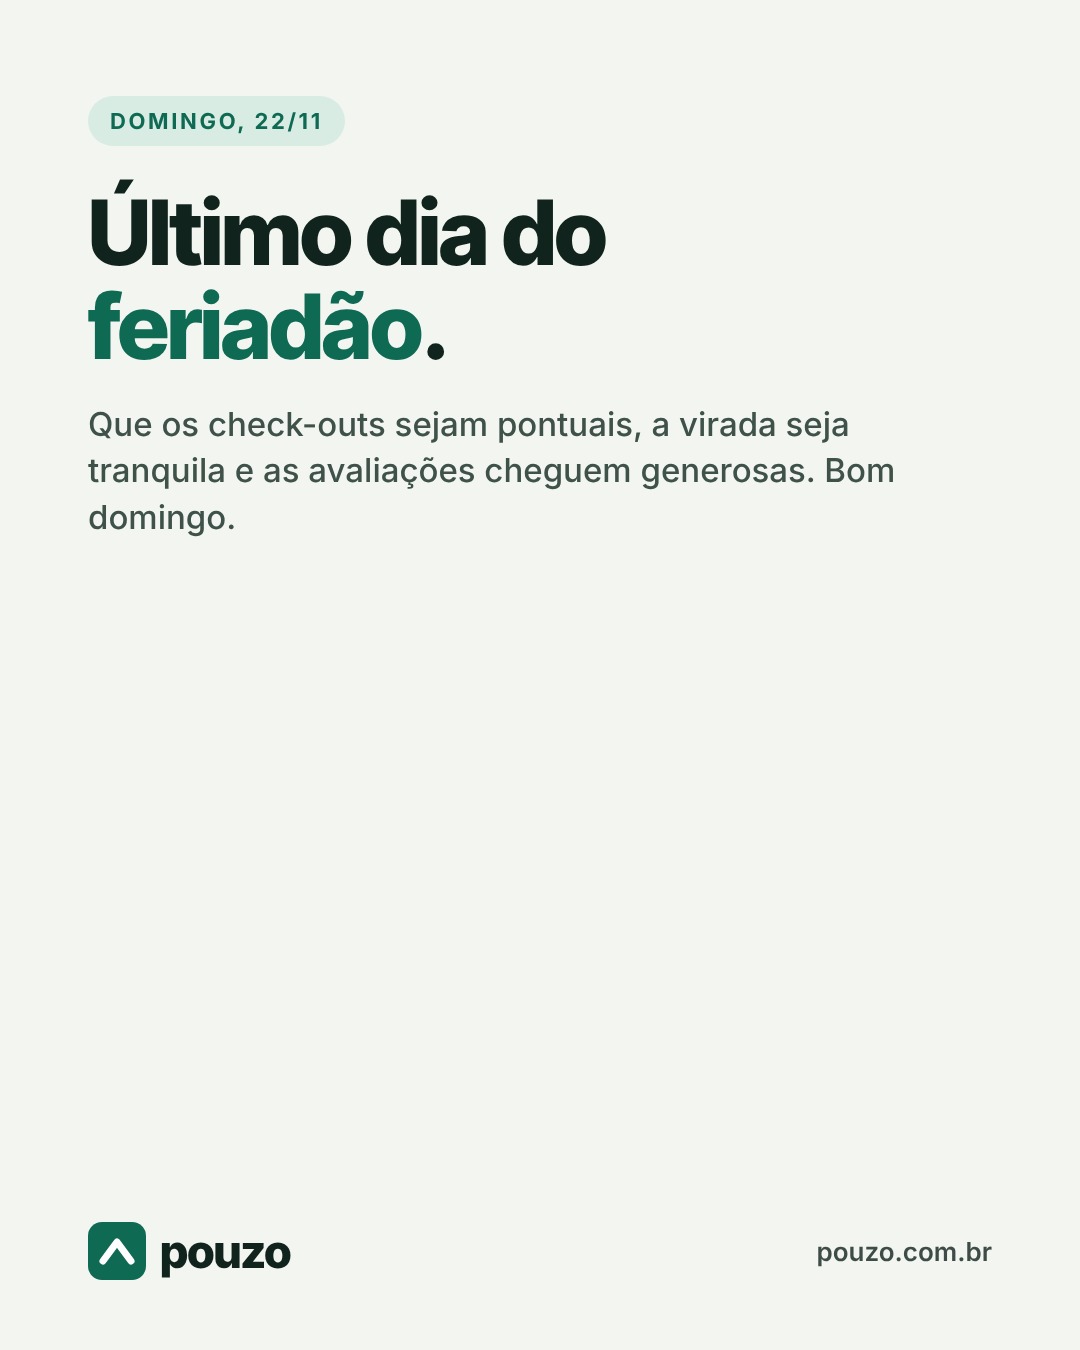 DOMINGO, 22/11
Último dia do
feriadão.
Que os check-outs sejam pontuais, a virada seja
tranquila e as avaliações cheguem generosas. Bom
domingo.
pouzo
pouzo.com.br